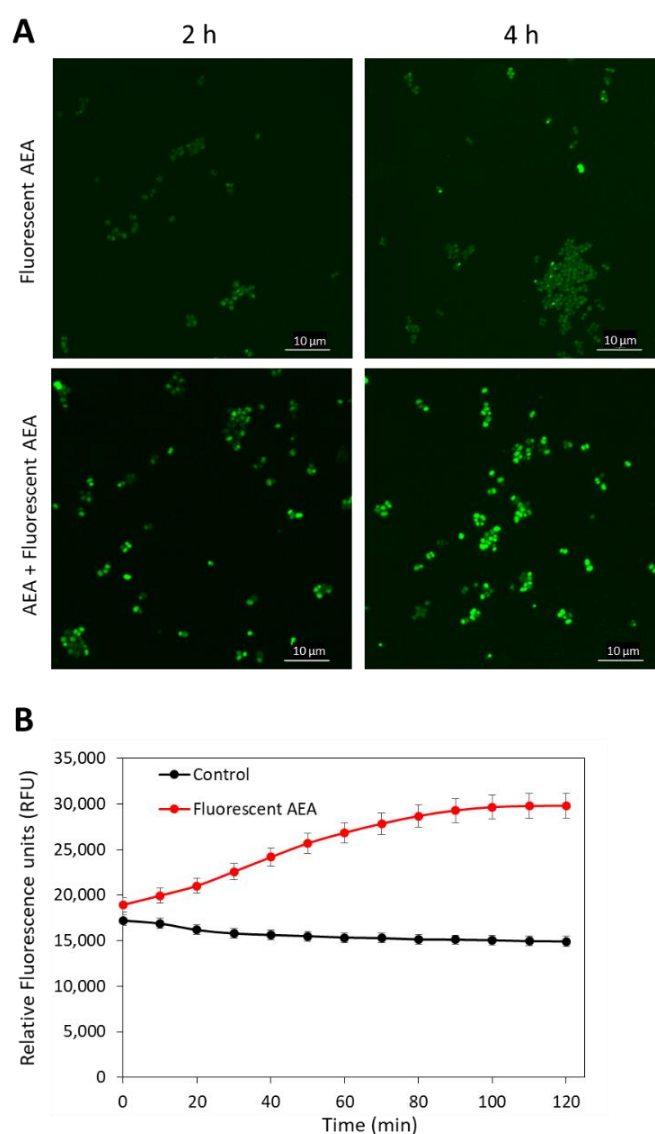 A
2 h
4 h
Fluorescent AEA
10 µm
10 µm
AEA + Fluorescent AEA
10 µm
10 µm
B
Relative Fluorescence units (RFU)
35,000
30,000
25,000
20,000
15,000
10,000
5,000
0
Control
Fluorescent AEA
0 20 40 60 80 100 120
Time (min)